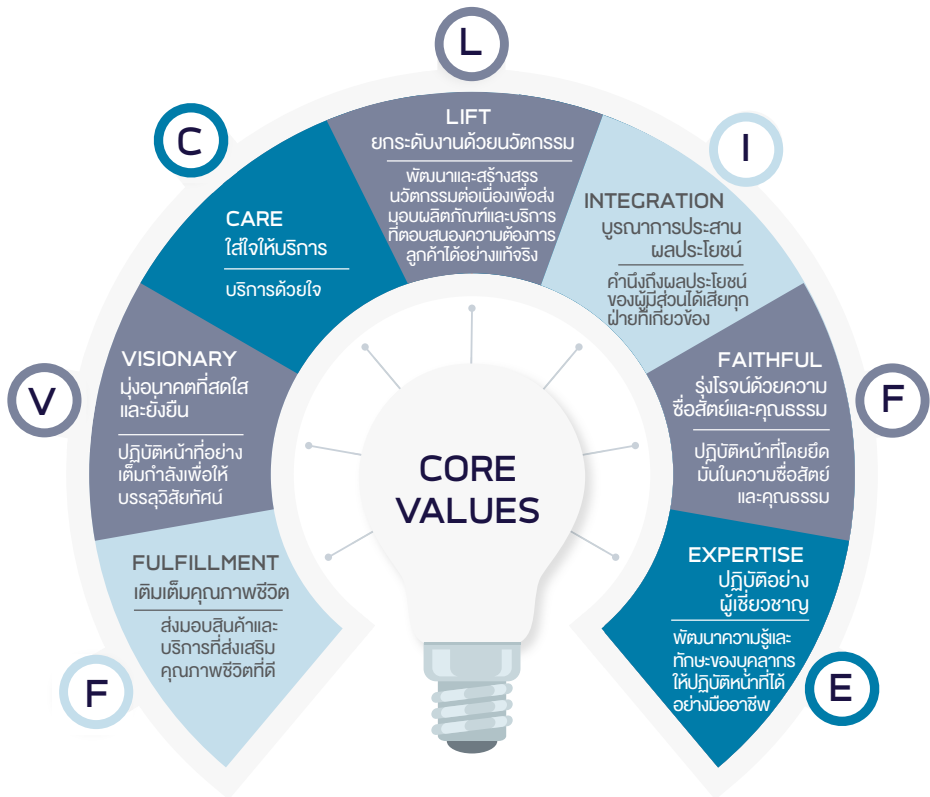 L
LIFT
ยกระดับงานด้วยนวัตกรรม
พัฒนาและสร้างสรร
นวัตกรรมต่อเนื่องเพื่อส่ง
มอบผลิตภัณฑ์และบริการ
ที่ตอบสนองความต้องการ
ลูกค้าได้อย่างแท้จริง
C
CARE
ใส่ใจให้บริการ
บริการด้วยใจ
I
INTEGRATION
บูรณาการประสาน
ผลประโยชน์
คำนึงถึงผลประโยชน์
ของผู้มีส่วนได้เสียทุก
ฝ่ายที่เกี่ยวข้อง
V
VISIONARY
มุ่งอนาคตที่สดใส
และยั่งยืน
ปฏิบัติหน้าที่อย่าง
เต็มกำลังเพื่อให้
บรรลุวิสัยทัศน์
F
FAITHFUL
รุ่งโรจน์ด้วยความ
ซื่อสัตย์และคุณธรรม
ปฏิบัติหน้าที่โดยยึด
มั่นในความซื่อสัตย์
และคุณธรรม
CORE
VALUES
F
FULFILLMENT
เติมเต็มคุณภาพชีวิต
ส่งมอบสินค้าและ
บริการที่ส่งเสริม
คุณภาพชีวิตที่ดี
E
EXPERTISE
ปฏิบัติอย่าง
ผู้เชี่ยวชาญ
พัฒนาความรู้และ
ทักษะของบุคลากร
ให้ปฏิบัติหน้าที่ได้
อย่างมืออาชีพ